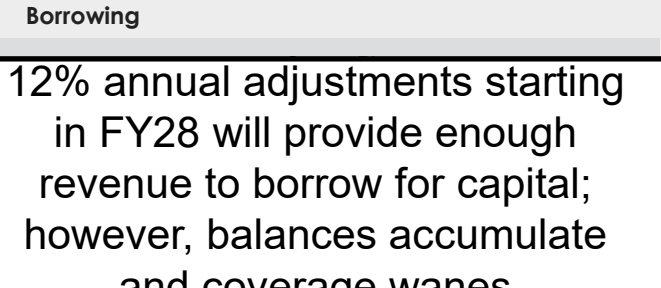 Borrowing
12% annual adjustments starting
in FY28 will provide enough
revenue to borrow for capital;
however, balances accumulate
and coverage wanes